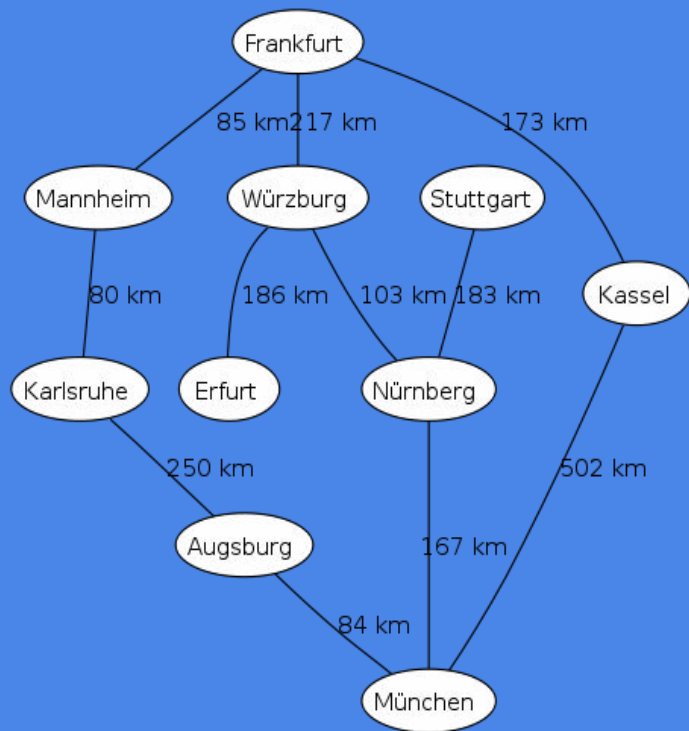 Frankfurt
85 km
217 km
173 km
Mannheim
Würzburg
Stuttgart
80 km
186 km
103 km
183 km
Kassel
Karlsruhe
Erfurt
Nürnberg
250 km
502 km
Augsburg
167 km
84 km
München